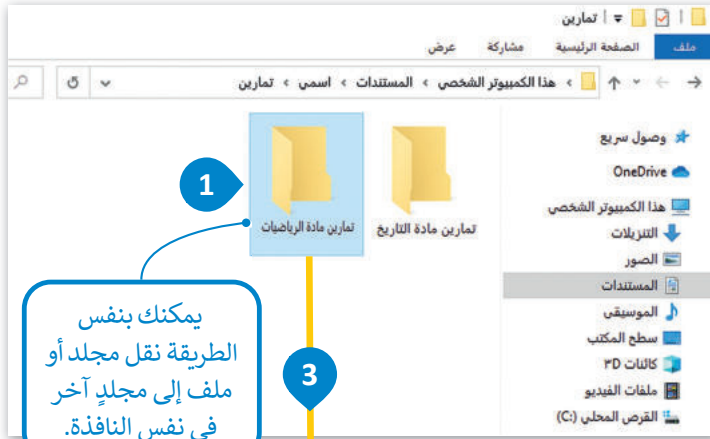 تمارين
ملف الصفحة الرئيسية مشاركة عرض
هذا الكمبيوتر الشخصي › المستندات › اسمي › تمارين
وصول سريع
OneDrive
هذا الكمبيوتر الشخصي
التنزيلات
الصور
المستندات
الموسيقى
سطح المكتب
كائنات ٣D
ملفات الفيديو
القرص المحلي (C:)
تمارين مادة التاريخ
تمارين مادة الرياضيات
1
يمكنك بنفس
الطريقة نقل مجلد أو
ملف إلى مجلدٍ آخر
في نفس النافذة.
3